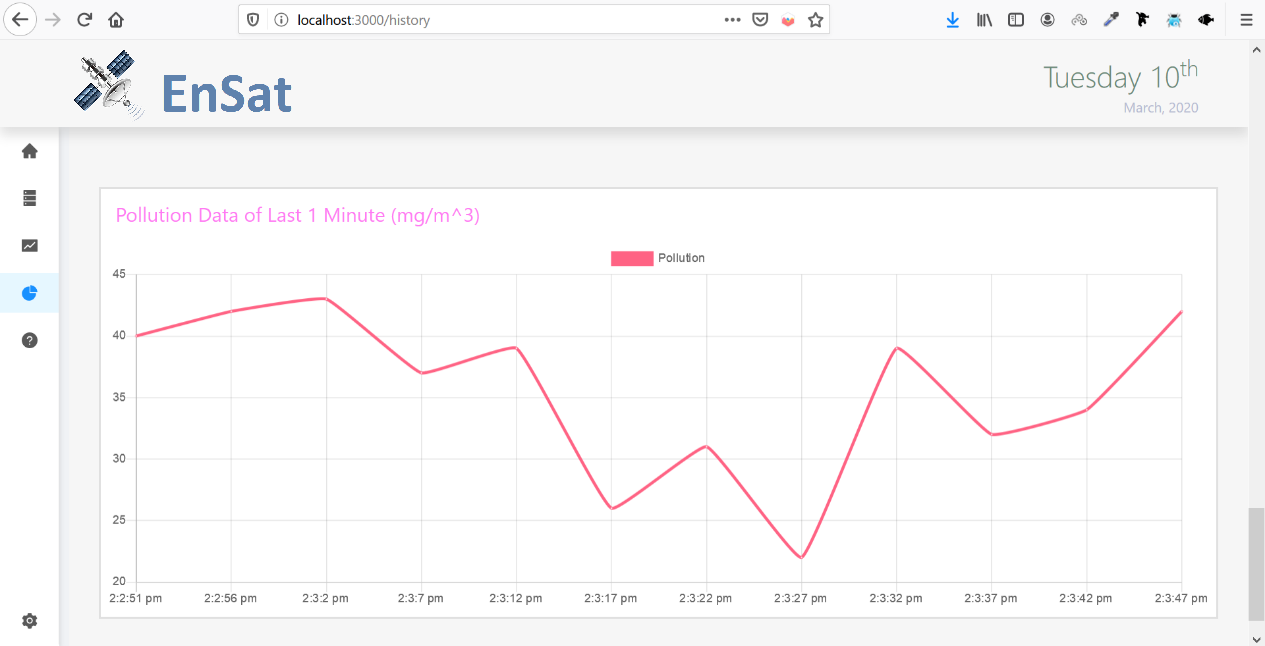 localhost:3000/history
EnSat
Tuesday 10th
March, 2020
Pollution Data of Last 1 Minute (mg/m^3)
Pollution
45
40
35
30
25
20
2:2:51 pm 2:2:56 pm 2:3:2 pm 2:3:7 pm 2:3:12 pm 2:3:17 pm 2:3:22 pm 2:3:27 pm 2:3:32 pm 2:3:37 pm 2:3:42 pm 2:3:47 pm